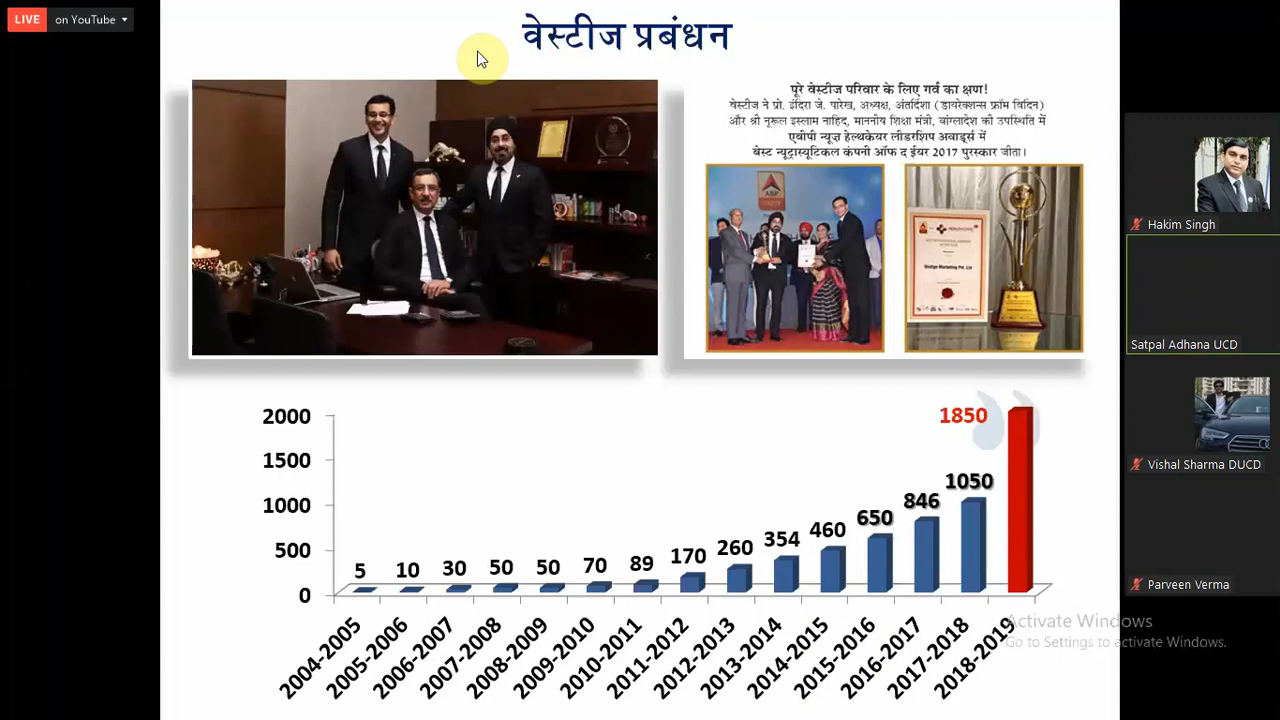 LIVE on YouTube
वेस्टीज प्रबंधन
पूरे वेस्टीज परिवार के लिए गर्व का क्षण!
वेस्टीज ने प्रो. इंदिरा जे. पारेख, अध्यक्ष, अंतर्दिशा (डायरेक्शन्स फ्रॉम विदिन)
और श्री नूरूल इस्लाम नाहिद, माननीय शिक्षा मंत्री, बांग्लादेश की उपस्थिति में
एबीपी न्यूज़ हेल्थकेयर लीडरशिप अवार्ड्स में
बेस्ट न्यूट्रास्यूटिकल कंपनी ऑफ द ईयर 2017 पुरस्कार जीता।
ABP
Vestige Marketing Pvt. Ltd
Hakim Singh
Satpal Adhana UCD
Vishal Sharma DUCD
Parveen Verma
2000
1500
1000
500
0
5
10
30
50
50
70
89
170
260
354
460
650
846
1050
1850
2004-2005
2005-2006
2006-2007
2007-2008
2008-2009
2009-2010
2010-2011
2011-2012
2012-2013
2013-2014
2014-2015
2015-2016
2016-2017
2017-2018
2018-2019
Activate Windows
Go to Settings to activate Windows.